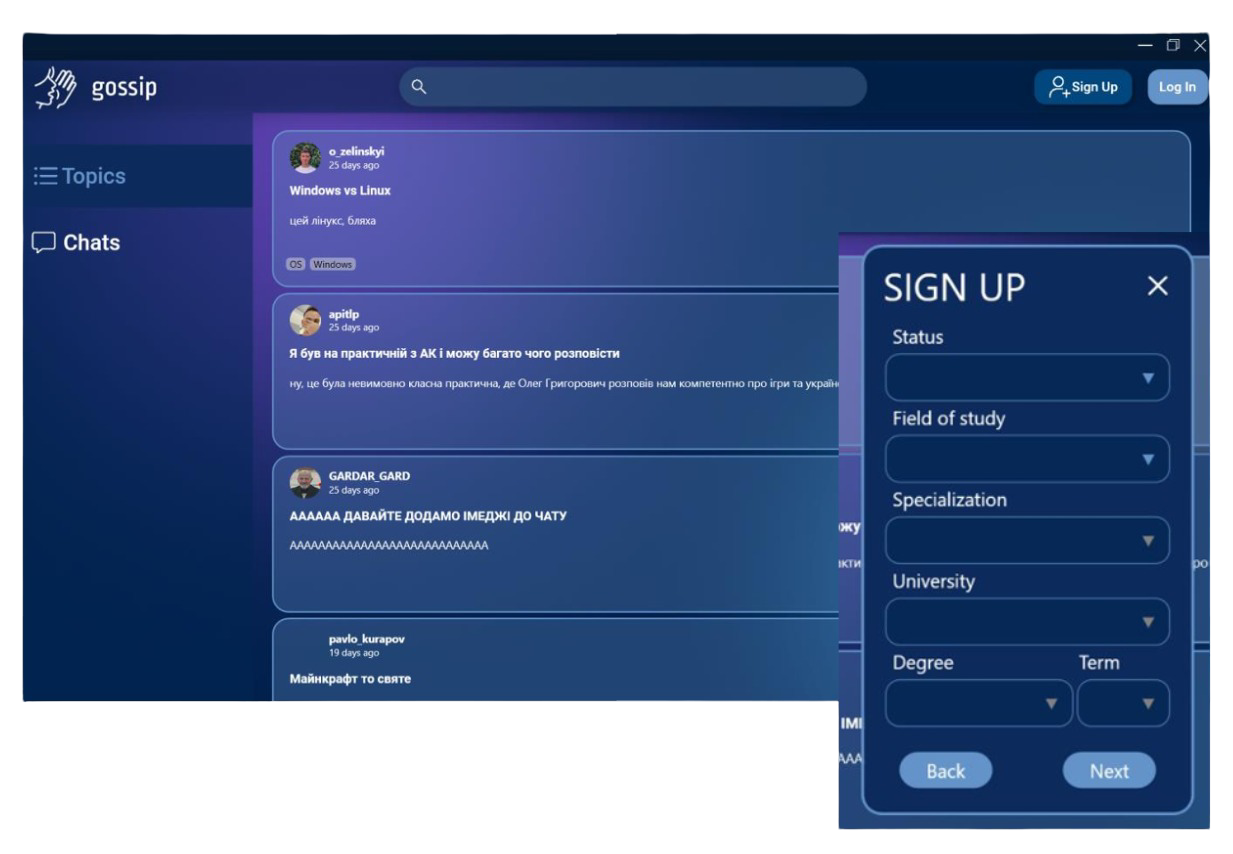 gossip
Sign Up
Log In
Topics
Chats
o_zelinskyi
25 days ago
Windows vs Linux
цей лінукс, бляха
OS Windows
apitlp
25 days ago
Я був на практичній з АК і можу багато чого розповісти
ну, це була невимовно класна практична, де Олег Григорович розповів нам компетентно про ігри та україн
GARDAR_GARD
25 days ago
АААААА ДАВАЙТЕ ДОДАМО ІМЕДЖІ ДО ЧАТУ
АААААААААААААААААААААААААААА
pavlo_kurapov
19 days ago
Майнкрафт то святе
SIGN UP
Status
Field of study
Specialization
University
Degree Term
Back Next
ожу
акти
ро
ІМІ
ААА